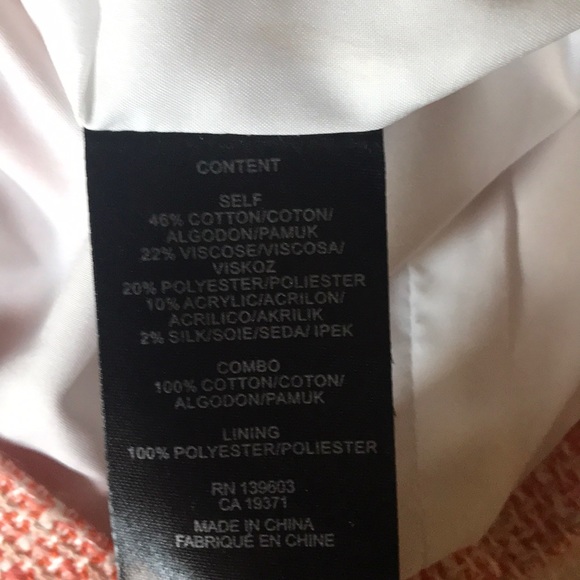 CONTENT
SELF
46% COTTON/COTON/
ALGODON/PAMUK
22% VISCOSE/VISCOSA/
VISKOZ
20% POLYESTER/POLIESTER
10% ACRYLIC/ACRILON/
ACRILICO/AKRILIK
2% SILK/SOIE/SEDA/ IPEK
COMBO
100% COTTON/COTON/
ALGODON/PAMUK
LINING
100% POLYESTER/POLIESTER
RN 139603
CA 19371
MADE IN CHINA
FABRIQUÉ EN CHINE